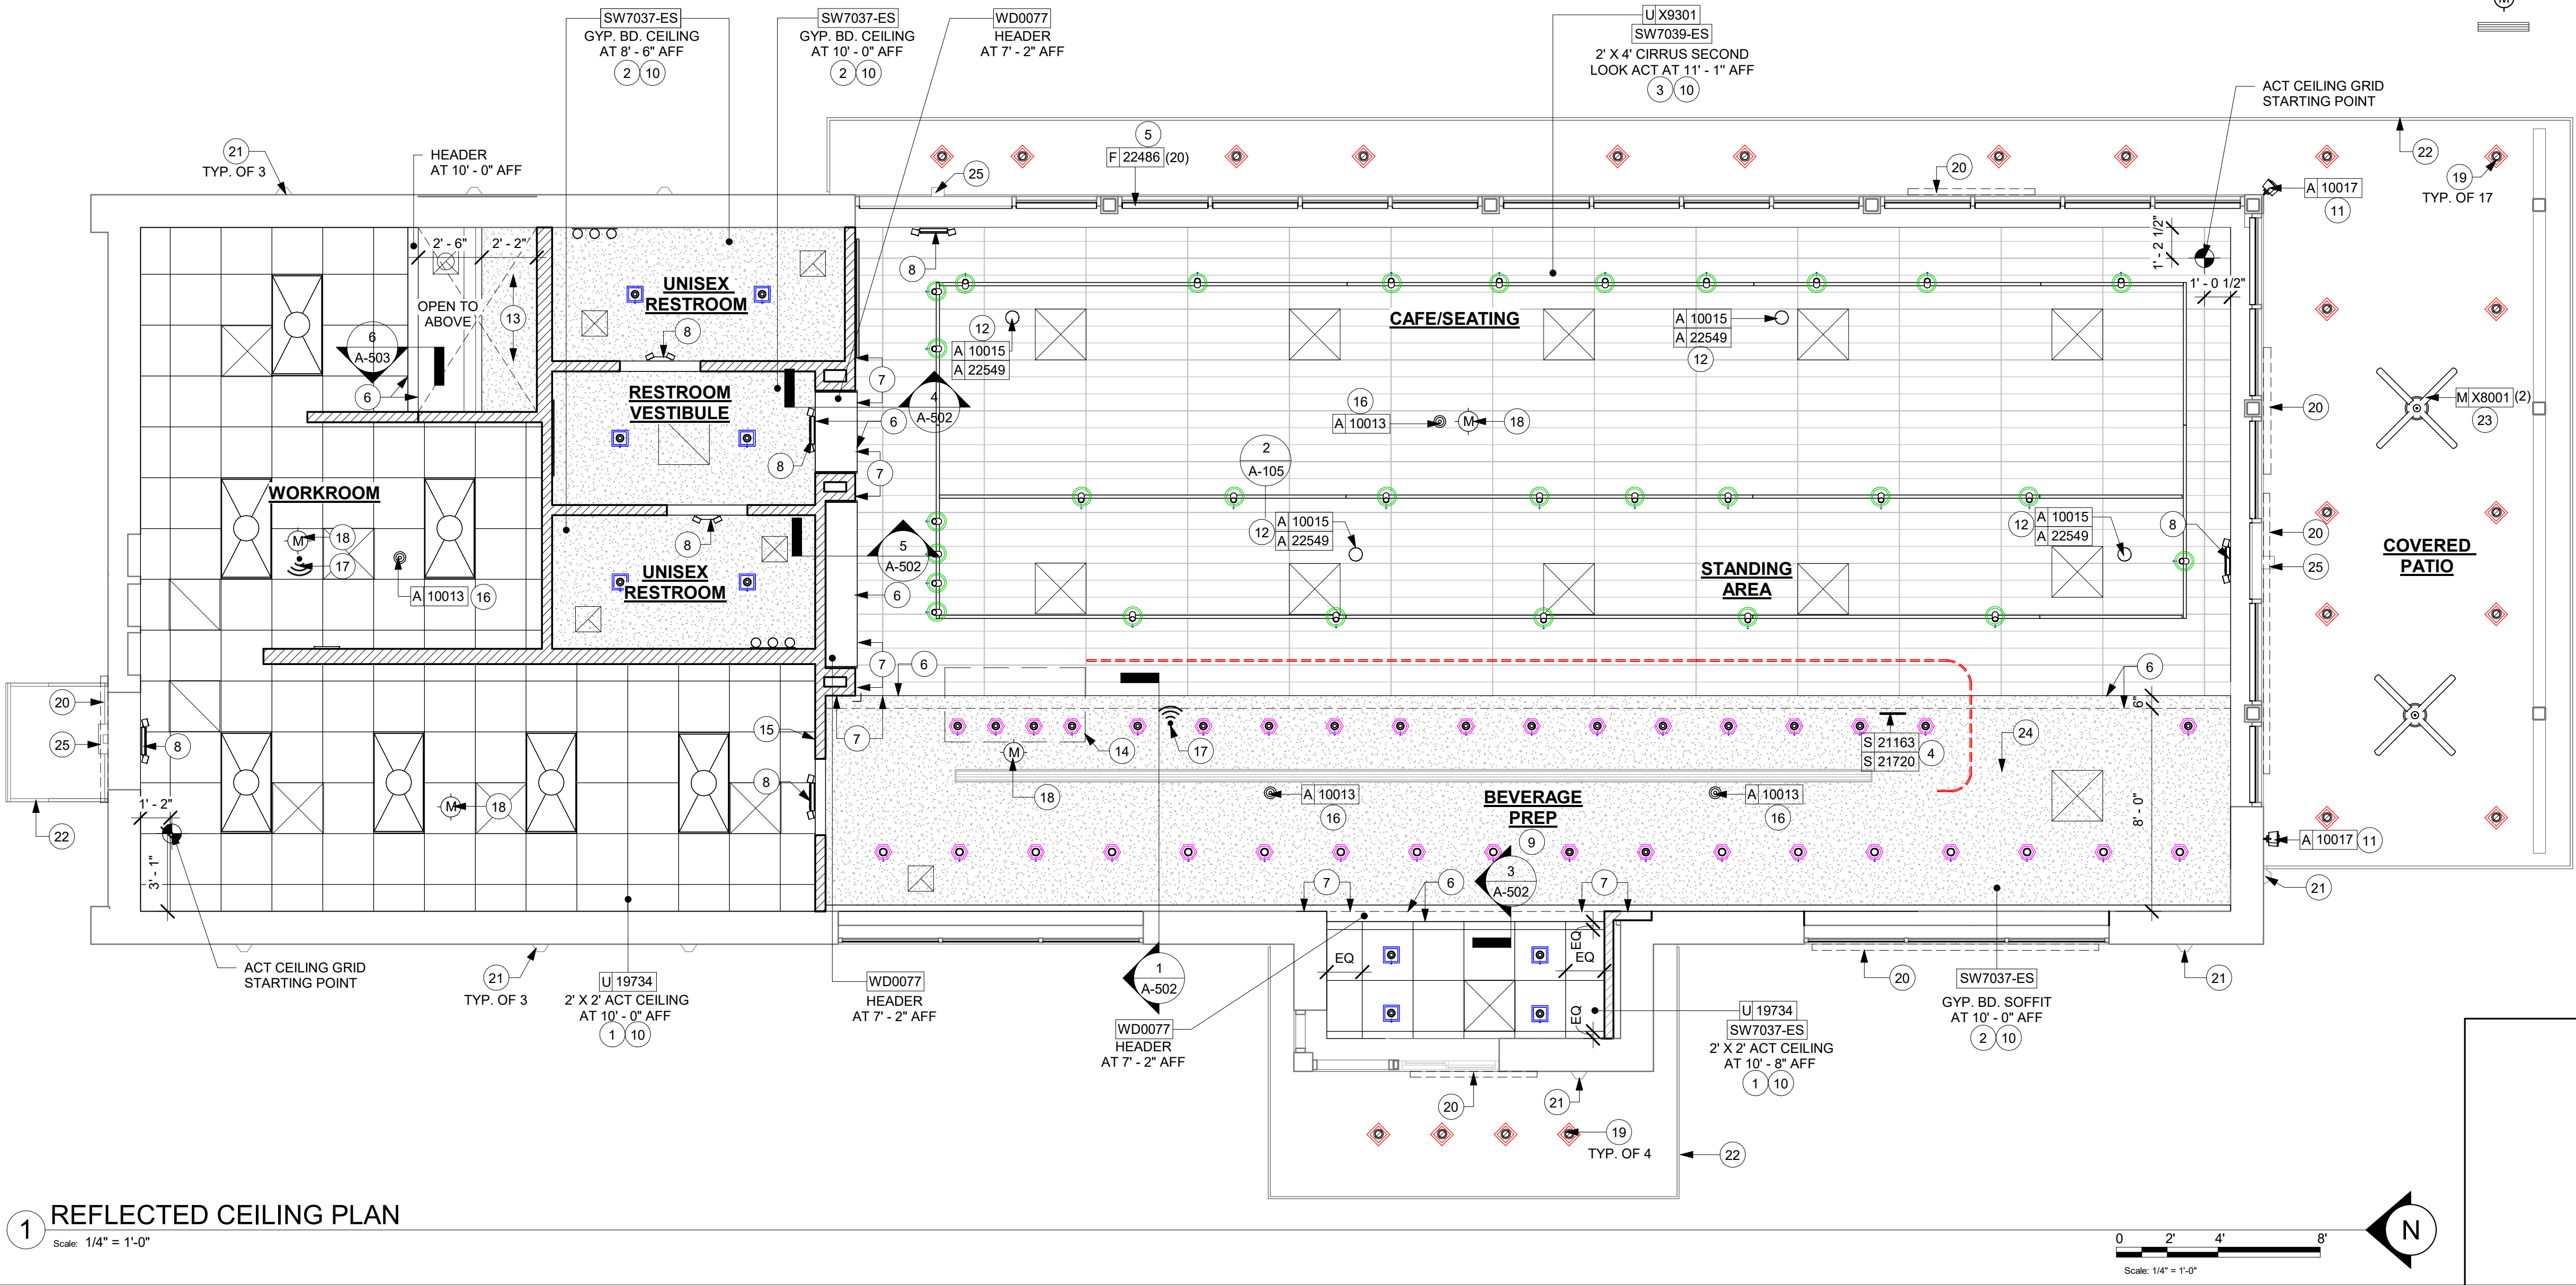 SW7037-ES
GYP. BD. CEILING
AT 8' - 6" AFF
2 10
SW7037-ES
GYP. BD. CEILING
AT 10' - 0" AFF
2 10
WD0077
HEADER
AT 7' - 2" AFF
U X9301
SW7039-ES
2' X 4' CIRRUS SECOND
LOOK ACT AT 11' - 1" AFF
3 10
M
ACT CEILING GRID
STARTING POINT
21
TYP. OF 3
HEADER
AT 10' - 0" AFF
5
F 22486 (20)
25
20
22
A 10017
11
19
TYP. OF 17
2' - 6"
2' - 2"
OPEN TO
ABOVE
13
6
A-503
6
UNISEX
RESTROOM
8
8
CAFE/SEATING
12
A 10015
A 22549
A 10015
A 22549
12
1' - 2 1/2"
1' - 0 1/2"
RESTROOM
VESTIBULE
7
4
A-502
6
8
7
16
A 10013
M
18
2
A-105
20
M X8001 (2)
23
WORKROOM
M
18
17
A 10013 16
8
UNISEX
RESTROOM
5
A-502
6
12
A 10015
A 22549
STANDING
AREA
12
A 10015
A 22549
8
20
25
COVERED
PATIO
7
6
6
20
25
8
22
15
8
7
M
18
14
17
18
A 10013
16
A 10013
16
BEVERAGE
PREP
9
S 21163
S 21720
4
24
6"
8' - 0"
A 10017 11
21
1' - 2"
3' - 1"
M
18
7
6
3
A-502
7
ACT CEILING GRID
STARTING POINT
21
TYP. OF 3
U 19734
2' X 2' ACT CEILING
AT 10' - 0" AFF
1 10
WD0077
HEADER
AT 7' - 2" AFF
1
A-502
WD0077
HEADER
AT 7' - 2" AFF
EQ
EQ
EQ
EQ
U 19734
SW7037-ES
2' X 2' ACT CEILING
AT 10' - 8" AFF
1 10
20
SW7037-ES
GYP. BD. SOFFIT
AT 10' - 0" AFF
2 10
21
20
21
19
TYP. OF 4
22
1
REFLECTED CEILING PLAN
Scale: 1/4" = 1'-0"
0 2' 4' 8'
Scale: 1/4" = 1'-0"
N